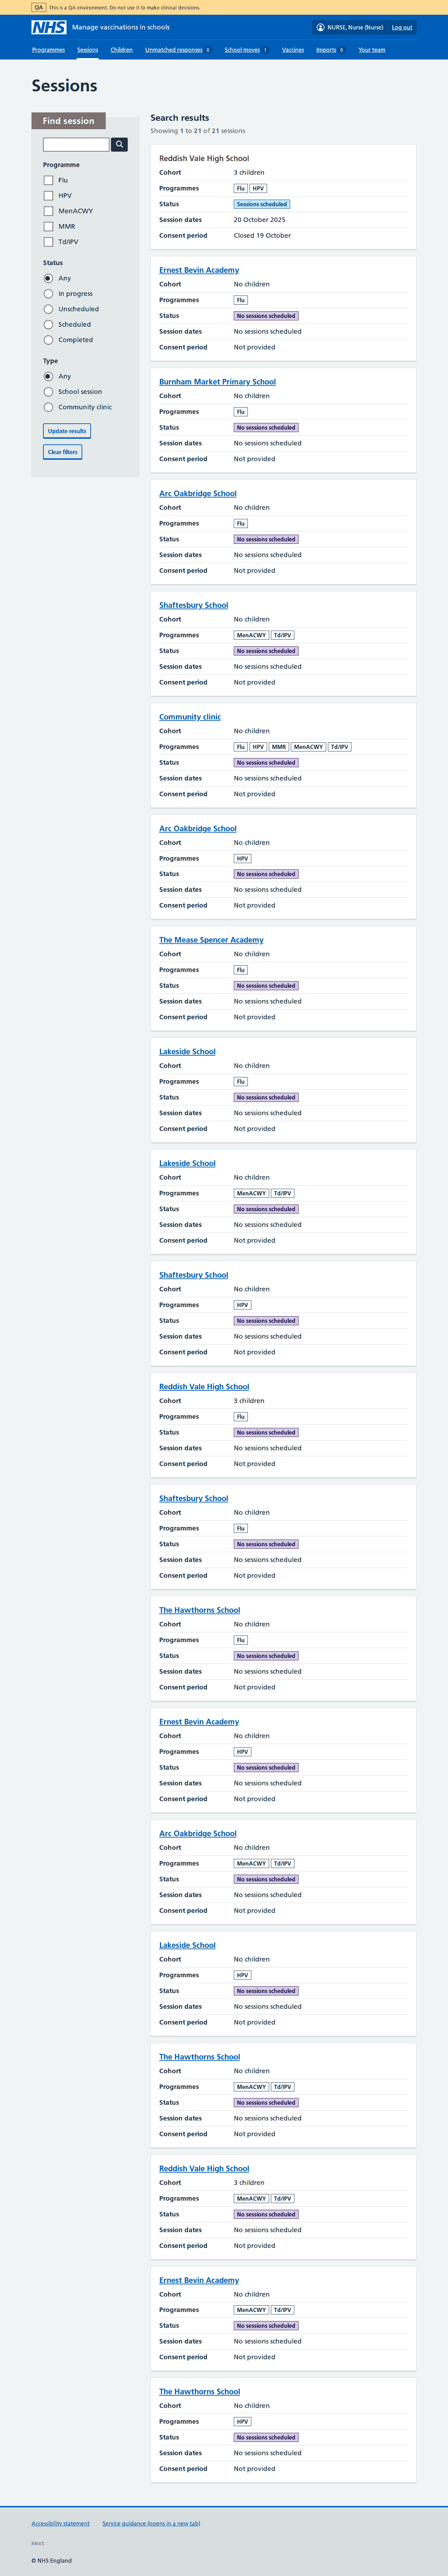 QA This is a QA environment. Do not use it to make clinical decisions.
NHS Manage vaccinations in schools
NURSE, Nurse (Nurse) Log out
Programmes Sessions Children Unmatched responses 0 School moves 1 Vaccines Imports 0 Your team
Sessions
Find session
Programme
Flu
HPV
MenACWY
MMR
Td/IPV
Status
Any
In progress
Unscheduled
Scheduled
Completed
Type
Any
School session
Community clinic
Update results
Clear filters
Search results
Showing 1 to 21 of 21 sessions
Reddish Vale High School
Cohort 3 children
Programmes Flu HPV
Status Sessions scheduled
Session dates 20 October 2025
Consent period Closed 19 October
Ernest Bevin Academy
Cohort No children
Programmes Flu
Status No sessions scheduled
Session dates No sessions scheduled
Consent period Not provided
Burnham Market Primary School
Cohort No children
Programmes Flu
Status No sessions scheduled
Session dates No sessions scheduled
Consent period Not provided
Arc Oakbridge School
Cohort No children
Programmes Flu
Status No sessions scheduled
Session dates No sessions scheduled
Consent period Not provided
Shaftesbury School
Cohort No children
Programmes MenACWY Td/IPV
Status No sessions scheduled
Session dates No sessions scheduled
Consent period Not provided
Community clinic
Cohort No children
Programmes Flu HPV MMR MenACWY Td/IPV
Status No sessions scheduled
Session dates No sessions scheduled
Consent period Not provided
Arc Oakbridge School
Cohort No children
Programmes HPV
Status No sessions scheduled
Session dates No sessions scheduled
Consent period Not provided
The Mease Spencer Academy
Cohort No children
Programmes Flu
Status No sessions scheduled
Session dates No sessions scheduled
Consent period Not provided
Lakeside School
Cohort No children
Programmes Flu
Status No sessions scheduled
Session dates No sessions scheduled
Consent period Not provided
Lakeside School
Cohort No children
Programmes MenACWY Td/IPV
Status No sessions scheduled
Session dates No sessions scheduled
Consent period Not provided
Shaftesbury School
Cohort No children
Programmes HPV
Status No sessions scheduled
Session dates No sessions scheduled
Consent period Not provided
Reddish Vale High School
Cohort 3 children
Programmes Flu
Status No sessions scheduled
Session dates No sessions scheduled
Consent period Not provided
Shaftesbury School
Cohort No children
Programmes Flu
Status No sessions scheduled
Session dates No sessions scheduled
Consent period Not provided
The Hawthorns School
Cohort No children
Programmes Flu
Status No sessions scheduled
Session dates No sessions scheduled
Consent period Not provided
Ernest Bevin Academy
Cohort No children
Programmes HPV
Status No sessions scheduled
Session dates No sessions scheduled
Consent period Not provided
Arc Oakbridge School
Cohort No children
Programmes MenACWY Td/IPV
Status No sessions scheduled
Session dates No sessions scheduled
Consent period Not provided
Lakeside School
Cohort No children
Programmes HPV
Status No sessions scheduled
Session dates No sessions scheduled
Consent period Not provided
The Hawthorns School
Cohort No children
Programmes MenACWY Td/IPV
Status No sessions scheduled
Session dates No sessions scheduled
Consent period Not provided
Reddish Vale High School
Cohort 3 children
Programmes MenACWY Td/IPV
Status No sessions scheduled
Session dates No sessions scheduled
Consent period Not provided
Ernest Bevin Academy
Cohort No children
Programmes MenACWY Td/IPV
Status No sessions scheduled
Session dates No sessions scheduled
Consent period Not provided
The Hawthorns School
Cohort No children
Programmes HPV
Status No sessions scheduled
Session dates No sessions scheduled
Consent period Not provided
Accessibility statement Service guidance (opens in a new tab)
next
© NHS England